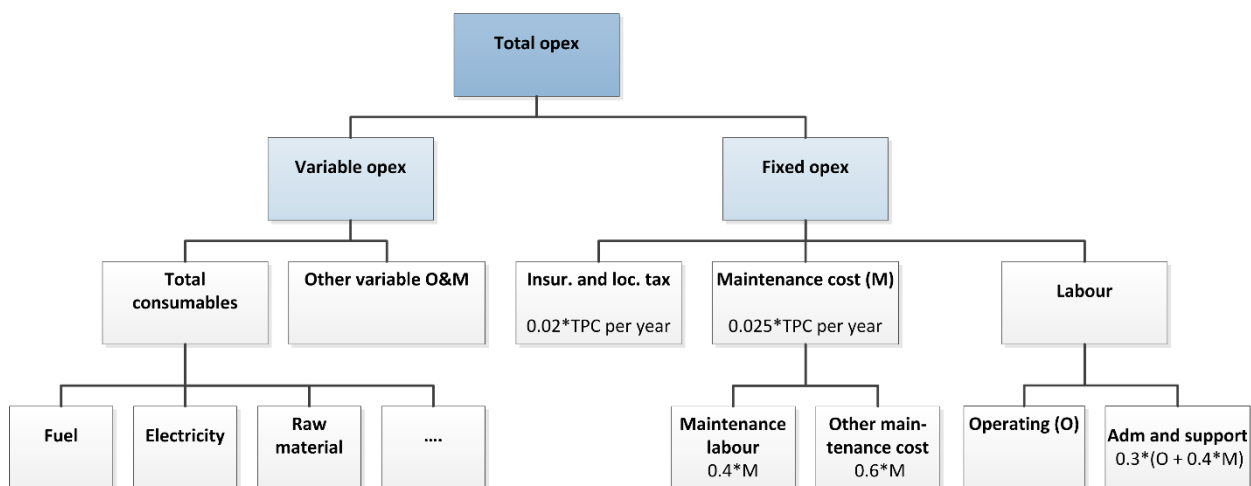 Total opex
Variable opex
Fixed opex
Total
consumables
Other variable O&M
Insur. and loc. tax
0.02*TPC per year
Maintenance cost (M)
0.025*TPC per year
Labour
Fuel
Electricity
Raw
material
....
Maintenance
labour
0.4*M
Other main-
tenance cost
0.6*M
Operating (O)
Adm and support
0.3*(O + 0.4*M)